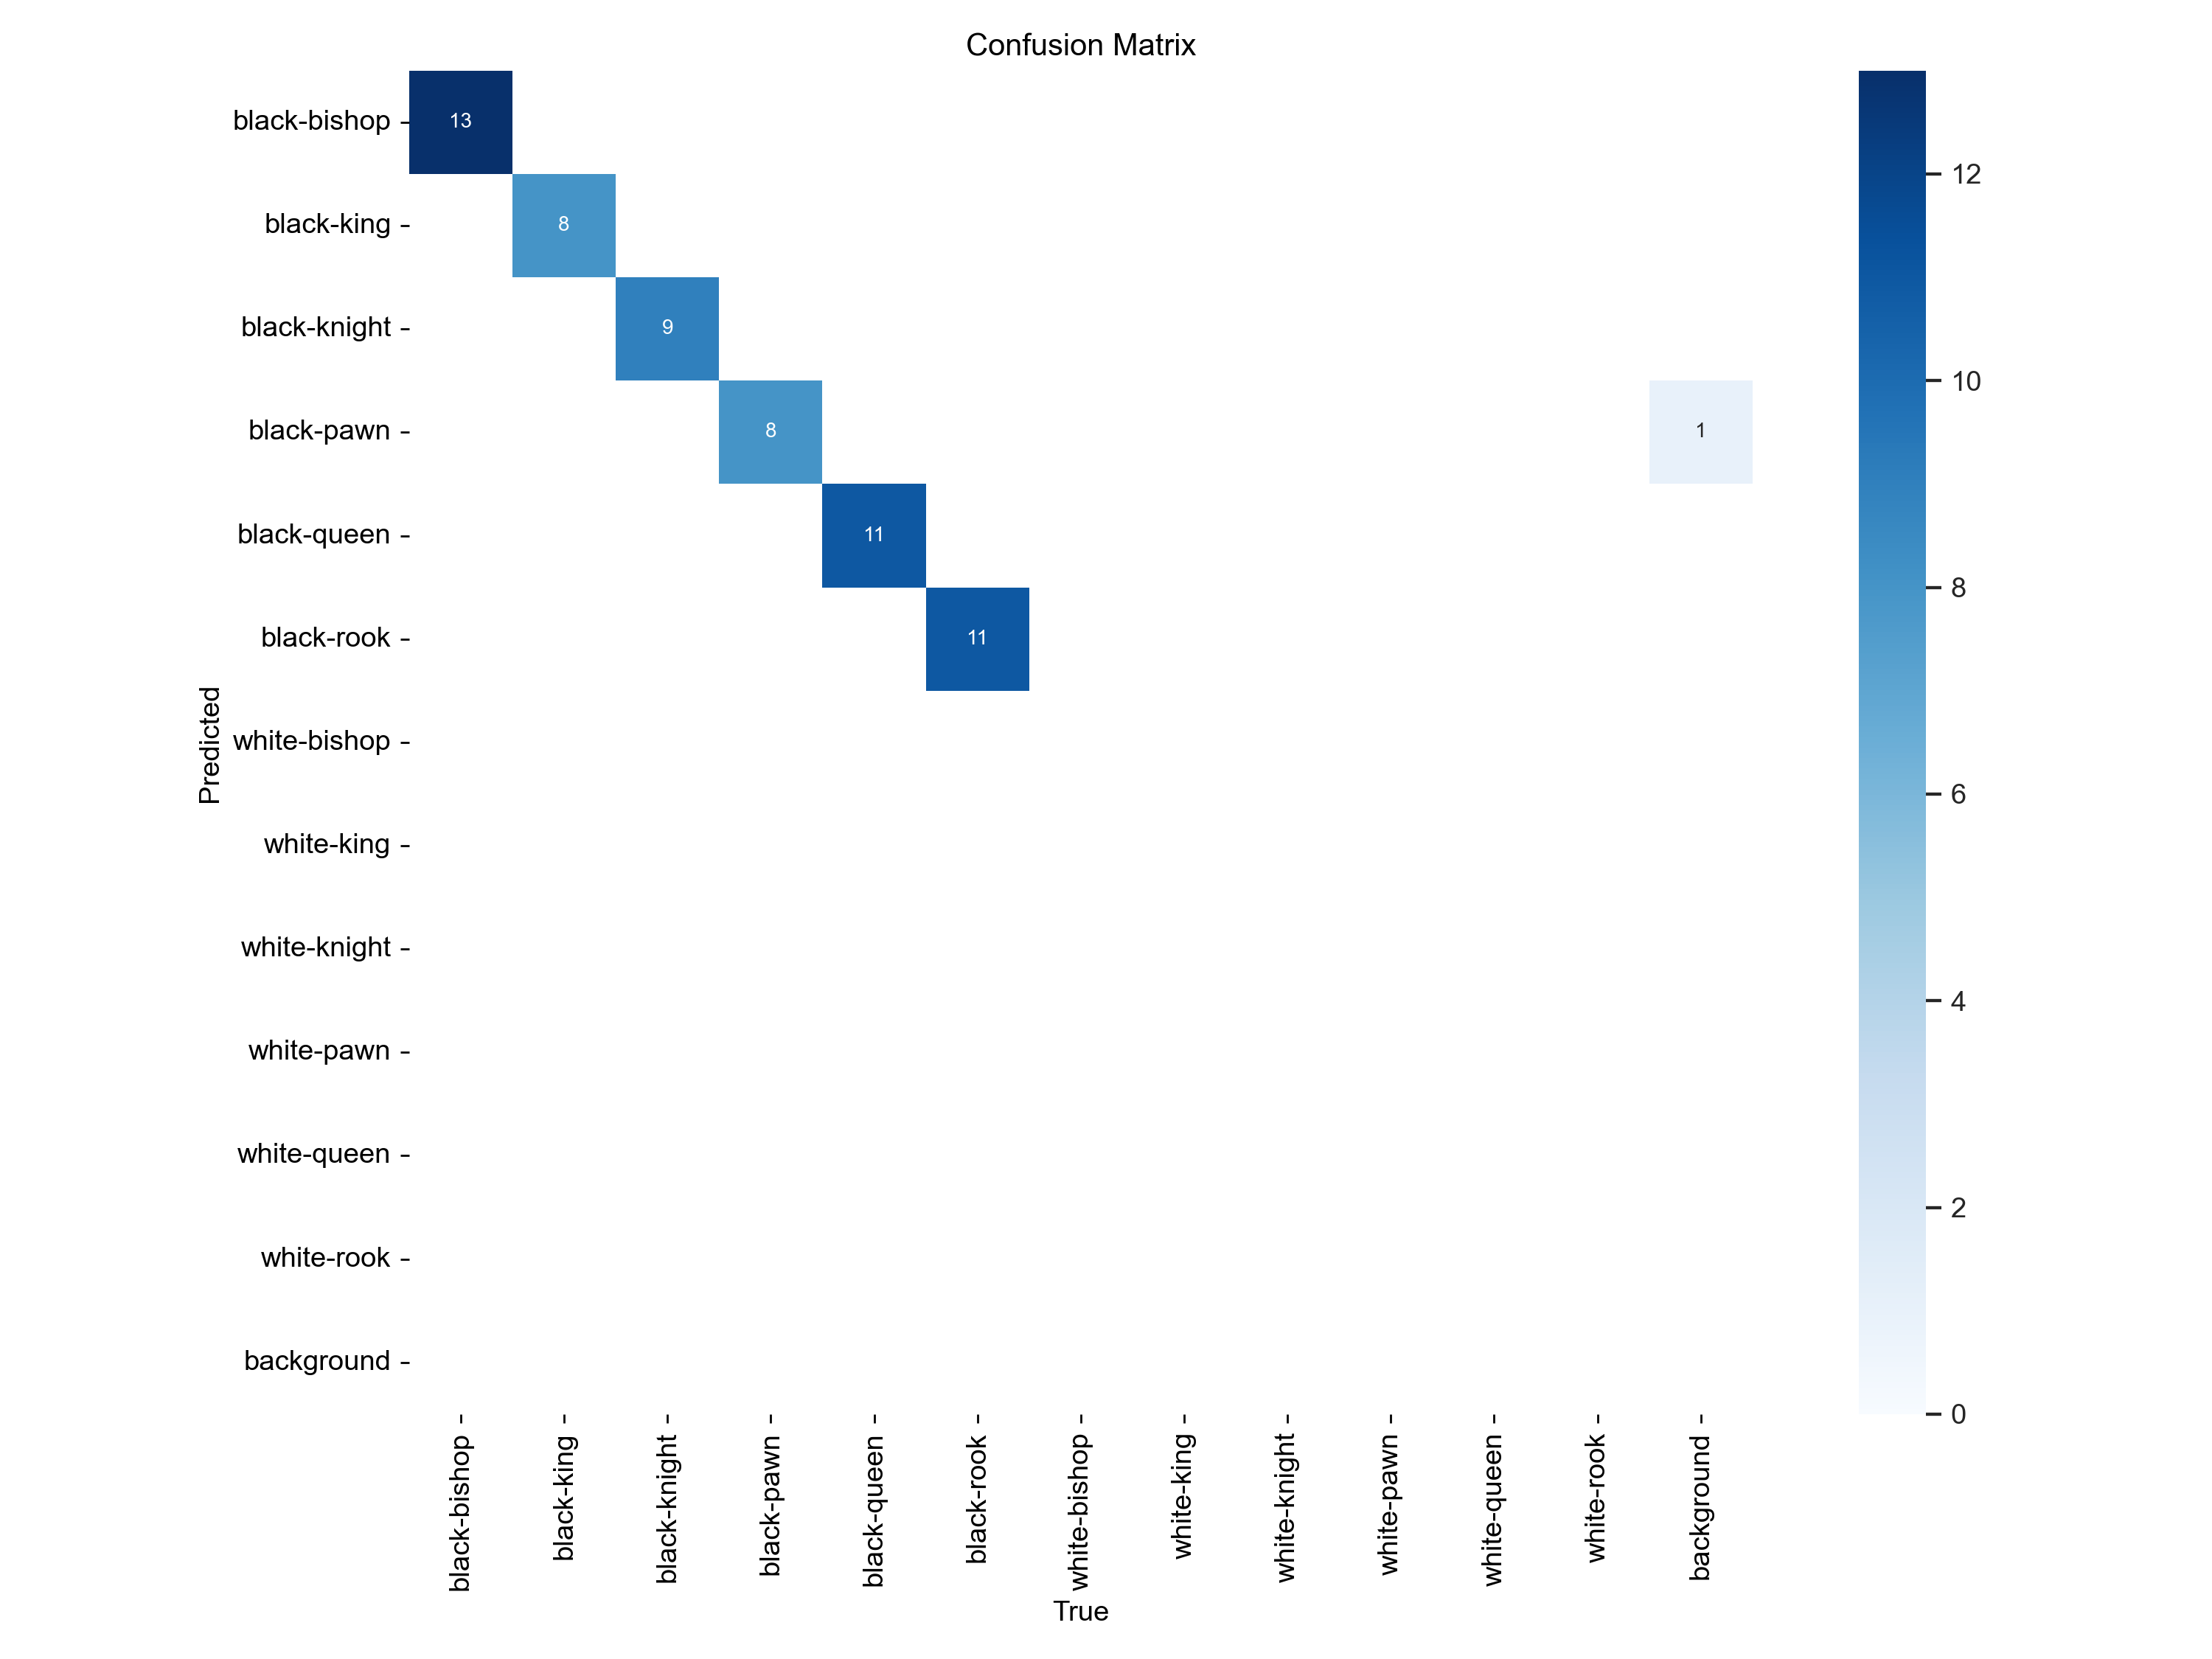 Confusion Matrix
black-bishop
13
black-king
8
black-knight
9
black-pawn
8
1
black-queen
11
black-rook
11
white-bishop
white-king
white-knight
white-pawn
white-queen
white-rook
background
Predicted
black-bishop
black-king
black-knight
black-pawn
black-queen
black-rook
white-bishop
white-king
white-knight
white-pawn
white-queen
white-rook
background
True
12
10
8
6
4
2
0